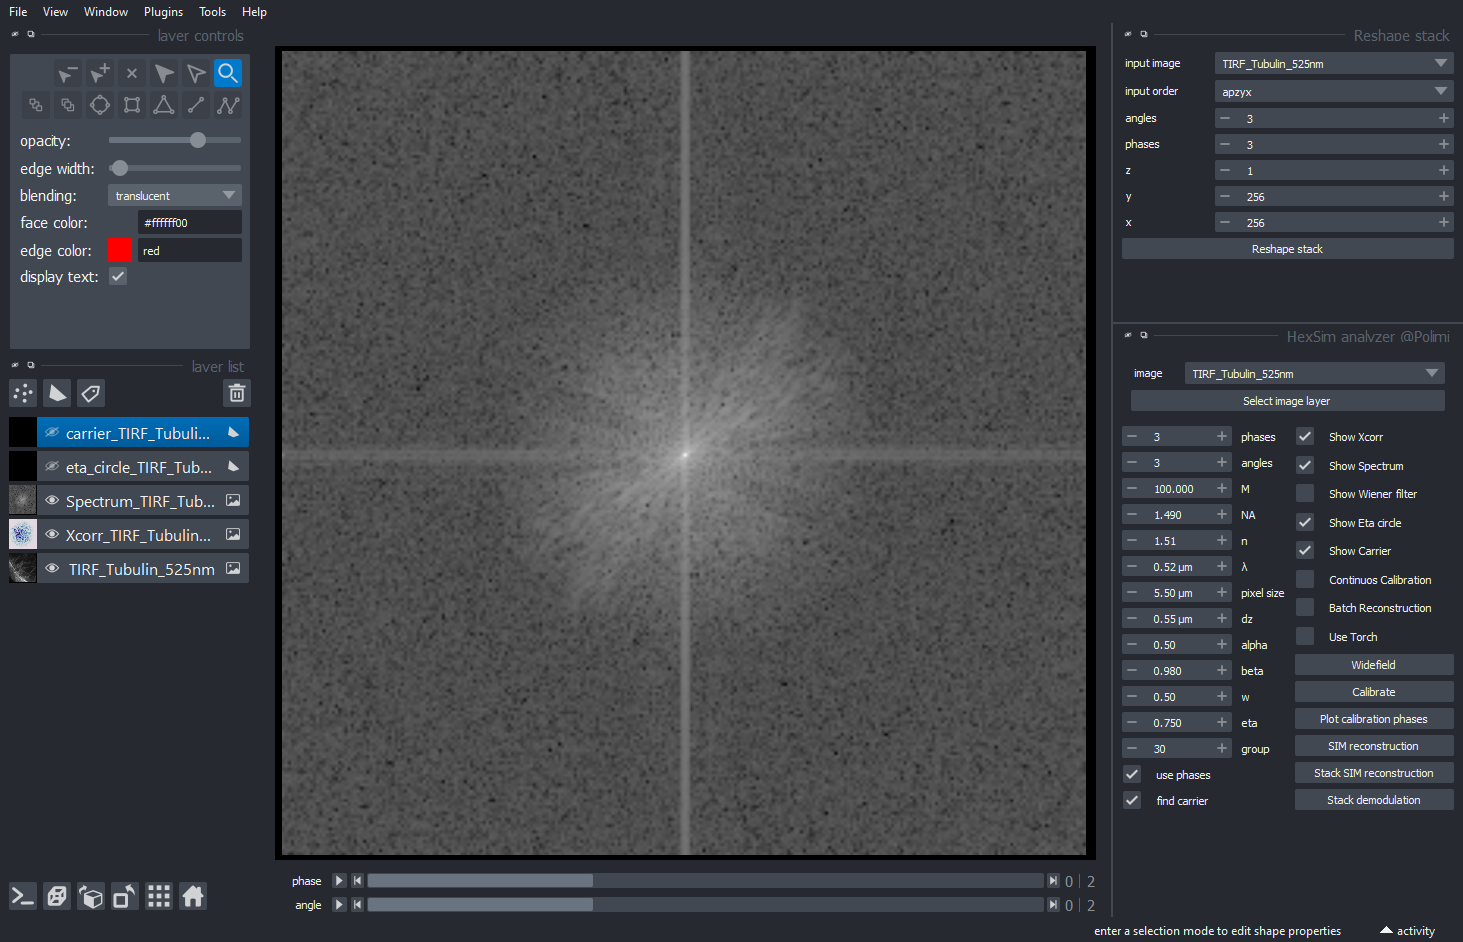 File View Window Plugins Tools Help
layer controls
opacity:
edge width:
blending: translucent
face color: #ffffff00
edge color: red
display text:
layer list
carrier_TIRF_Tubuli...
eta_circle_TIRF_Tub...
Spectrum_TIRF_Tub...
Xcorr_TIRF_Tubulin...
TIRF_Tubulin_525nm
phase 0 | 2
angle 0 | 2
Reshape stack
input image TIRF_Tubulin_525nm
input order apzyx
angles 3
phases 3
z 1
y 256
x 256
Reshape stack
HexSim analyzer @Polimi
image TIRF_Tubulin_525nm
Select image layer
3 phases
3 angles
100.000 M
1.490 NA
1.51 n
0.52 µm λ
5.50 µm pixel size
0.55 µm dz
0.50 alpha
0.980 beta
0.50 w
0.750 eta
30 group
use phases
find carrier
Show Xcorr
Show Spectrum
Show Wiener filter
Show Eta circle
Show Carrier
Continuos Calibration
Batch Reconstruction
Use Torch
Widefield
Calibrate
Plot calibration phases
SIM reconstruction
Stack SIM reconstruction
Stack demodulation
enter a selection mode to edit shape properties
activity